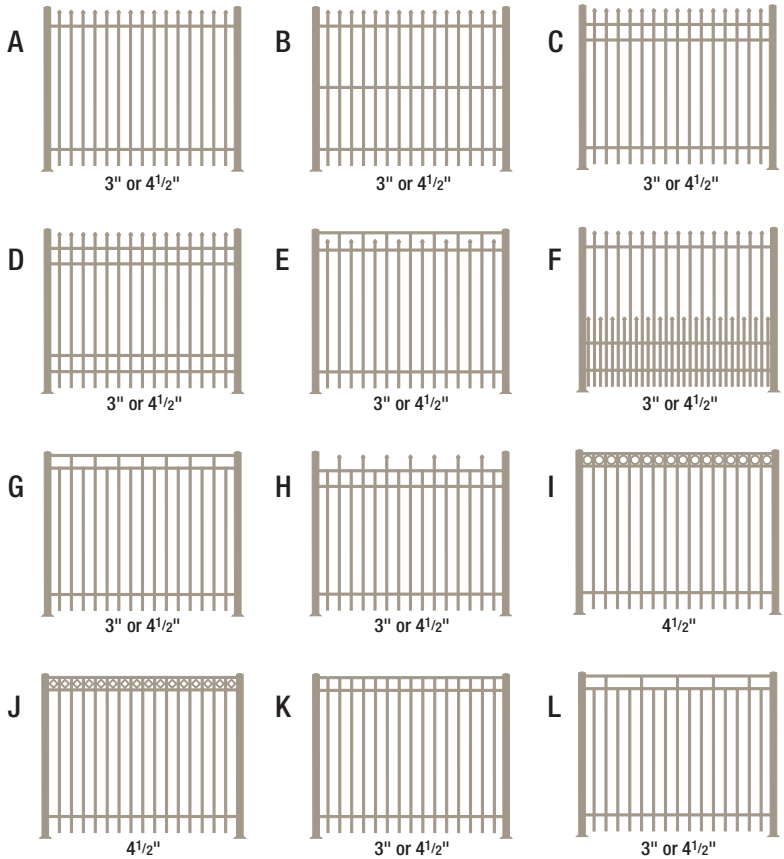 A
B
C
3" or 4 1/2"
3" or 4 1/2"
3" or 4 1/2"
D
E
F
3" or 4 1/2"
3" or 4 1/2"
3" or 4 1/2"
G
H
I
3" or 4 1/2"
3" or 4 1/2"
4 1/2"
J
K
L
4 1/2"
3" or 4 1/2"
3" or 4 1/2"